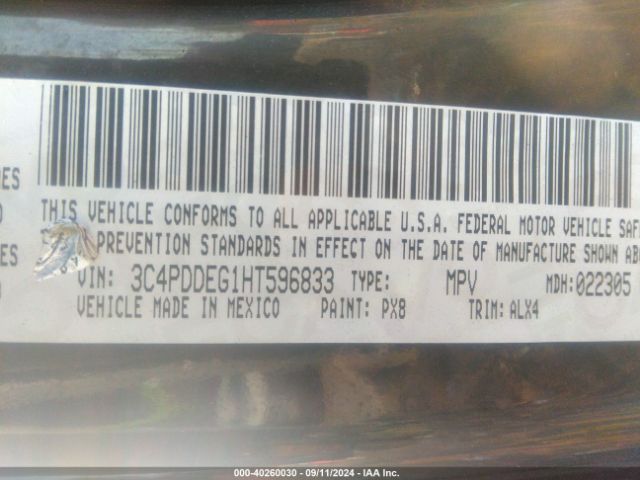 THIS VEHICLE CONFORMS TO ALL APPLICABLE U.S.A. FEDERAL MOTOR VEHICLE
PREVENTION STANDARDS IN EFFECT ON THE DATE OF MANUFACTURE SHOWN
VIN: 3C4PDDEG1HT596833 TYPE: MPV MDH:022305
VEHICLE MADE IN MEXICO PAINT: PX8 TRIM: ALX4
000-40260030 - 09/11/2024 - IAA Inc.